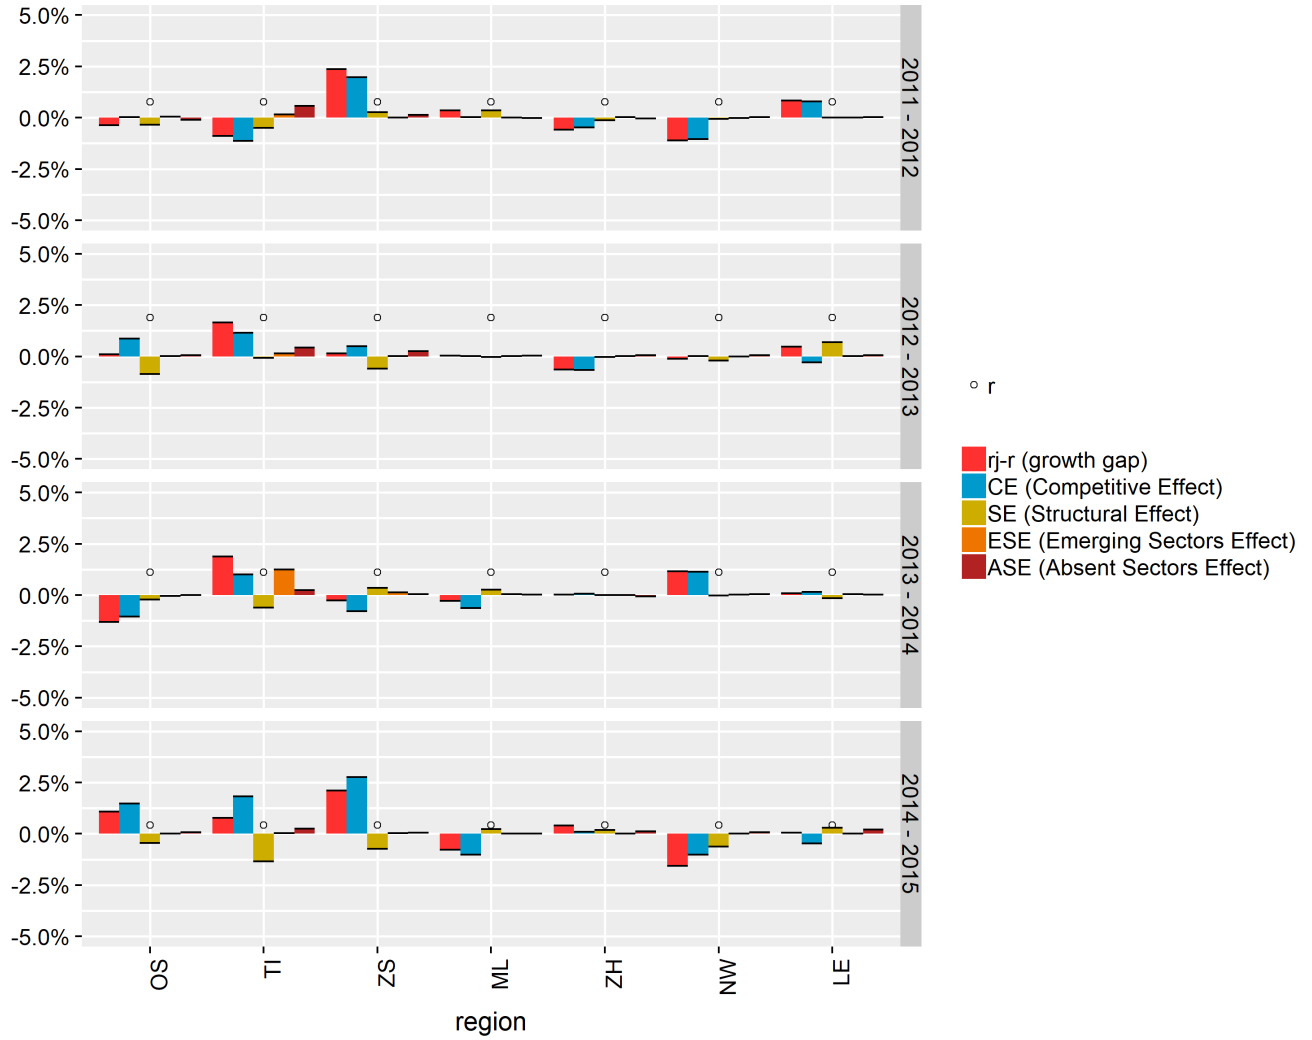 5.0%
2.5%
0.0%
-2.5%
-5.0%
2011 - 2012
5.0%
2.5%
0.0%
-2.5%
-5.0%
2012 - 2013
5.0%
2.5%
0.0%
-2.5%
-5.0%
2013 - 2014
5.0%
2.5%
0.0%
-2.5%
-5.0%
2014 - 2015
OS
TI
ZS
ML
ZH
NW
LE
region
r
rj-r (growth gap)
CE (Competitive Effect)
SE (Structural Effect)
ESE (Emerging Sectors Effect)
ASE (Absent Sectors Effect)